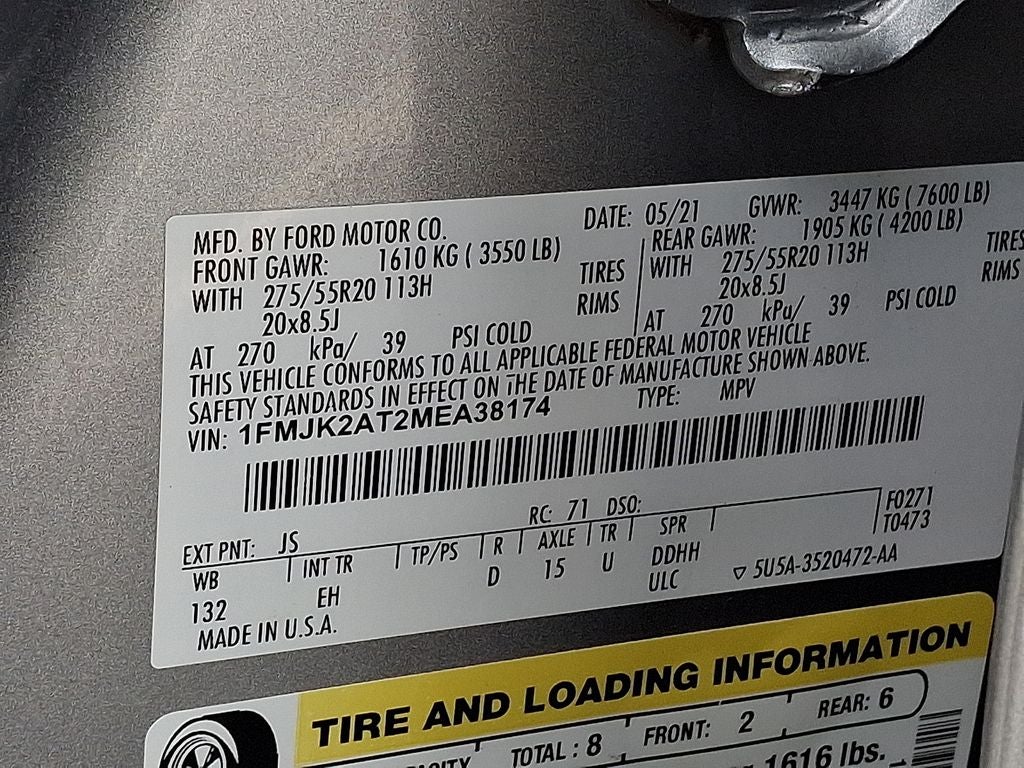 MFD. BY FORD MOTOR CO. DATE: 05/21 GVWR: 3447 KG ( 7600 LB)
FRONT GAWR: 1610 KG ( 3550 LB) REAR GAWR: 1905 KG ( 4200 LB)
WITH 275/55R20 113H TIRES WITH 275/55R20 113H TIRES
20x8.5J RIMS 20x8.5J RIMS
AT 270 kPa/ 39 PSI COLD AT 270 kPa/ 39 PSI COLD
THIS VEHICLE CONFORMS TO ALL APPLICABLE FEDERAL MOTOR VEHICLE
SAFETY STANDARDS IN EFFECT ON THE DATE OF MANUFACTURE SHOWN ABOVE.
VIN: 1FMJK2AT2MEA38174 TYPE: MPV
EXT PNT: JS RC: 71 DSO: F0271
WB INT TR TP/PS R AXLE TR SPR T0473
132 EH D 15 U DDHH
ULC ▽ 5U5A-3520472-AA
MADE IN U.S.A.
TIRE AND LOADING INFORMATION
TOTAL : 8 FRONT: 2 REAR: 6
1616 lbs.